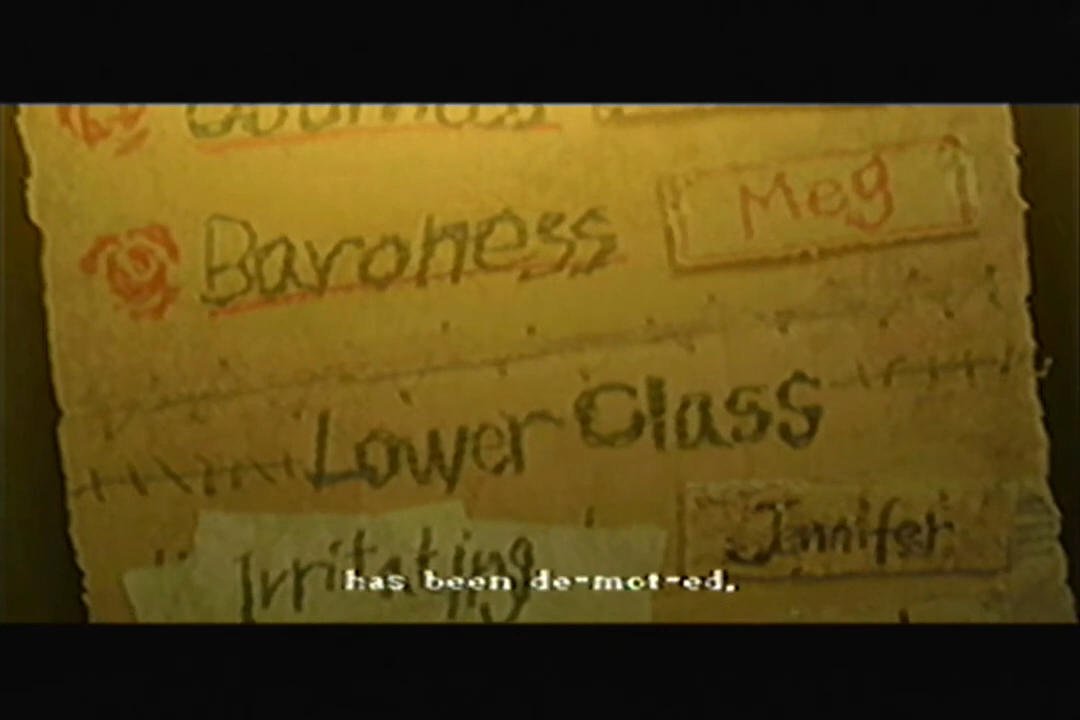 Baroness Meg
Lower Class
Irritating Jennifer
has been de-mot-ed.